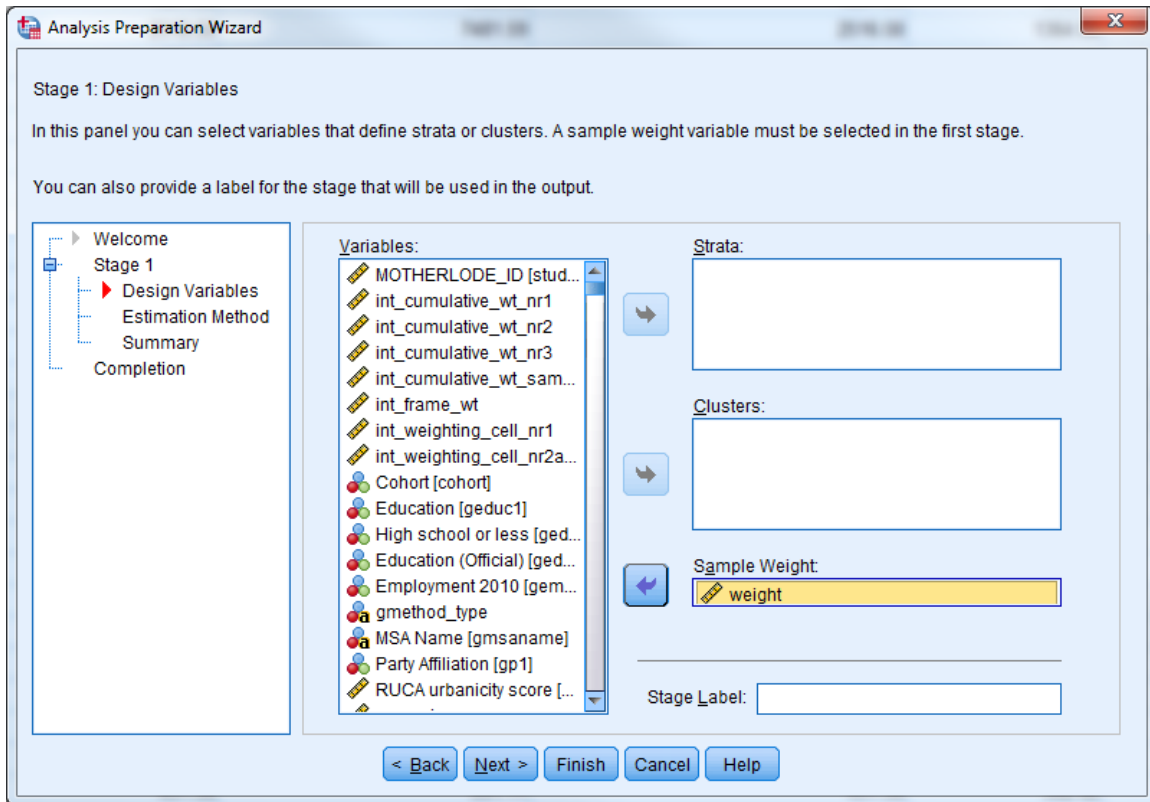 Analysis Preparation Wizard
Stage 1: Design Variables
In this panel you can select variables that define strata or clusters. A sample weight variable must be selected in the first stage.
You can also provide a label for the stage that will be used in the output.
Welcome
Stage 1
Design Variables
Estimation Method
Summary
Completion
Variables:
MOTHERLODE_ID [stud...
int_cumulative_wt_nr1
int_cumulative_wt_nr2
int_cumulative_wt_nr3
int_cumulative_wt_sam...
int_frame_wt
int_weighting_cell_nr1
int_weighting_cell_nr2a...
Cohort [cohort]
Education [geduc1]
High school or less [ged...
Education (Official) [ged...
Employment 2010 [gem...
gmethod_type
MSA Name [gmsaname]
Party Affiliation [gp1]
RUCA urbanicity score [...
Strata:
Clusters:
Sample Weight:
weight
Stage Label:
< Back
Next >
Finish
Cancel
Help